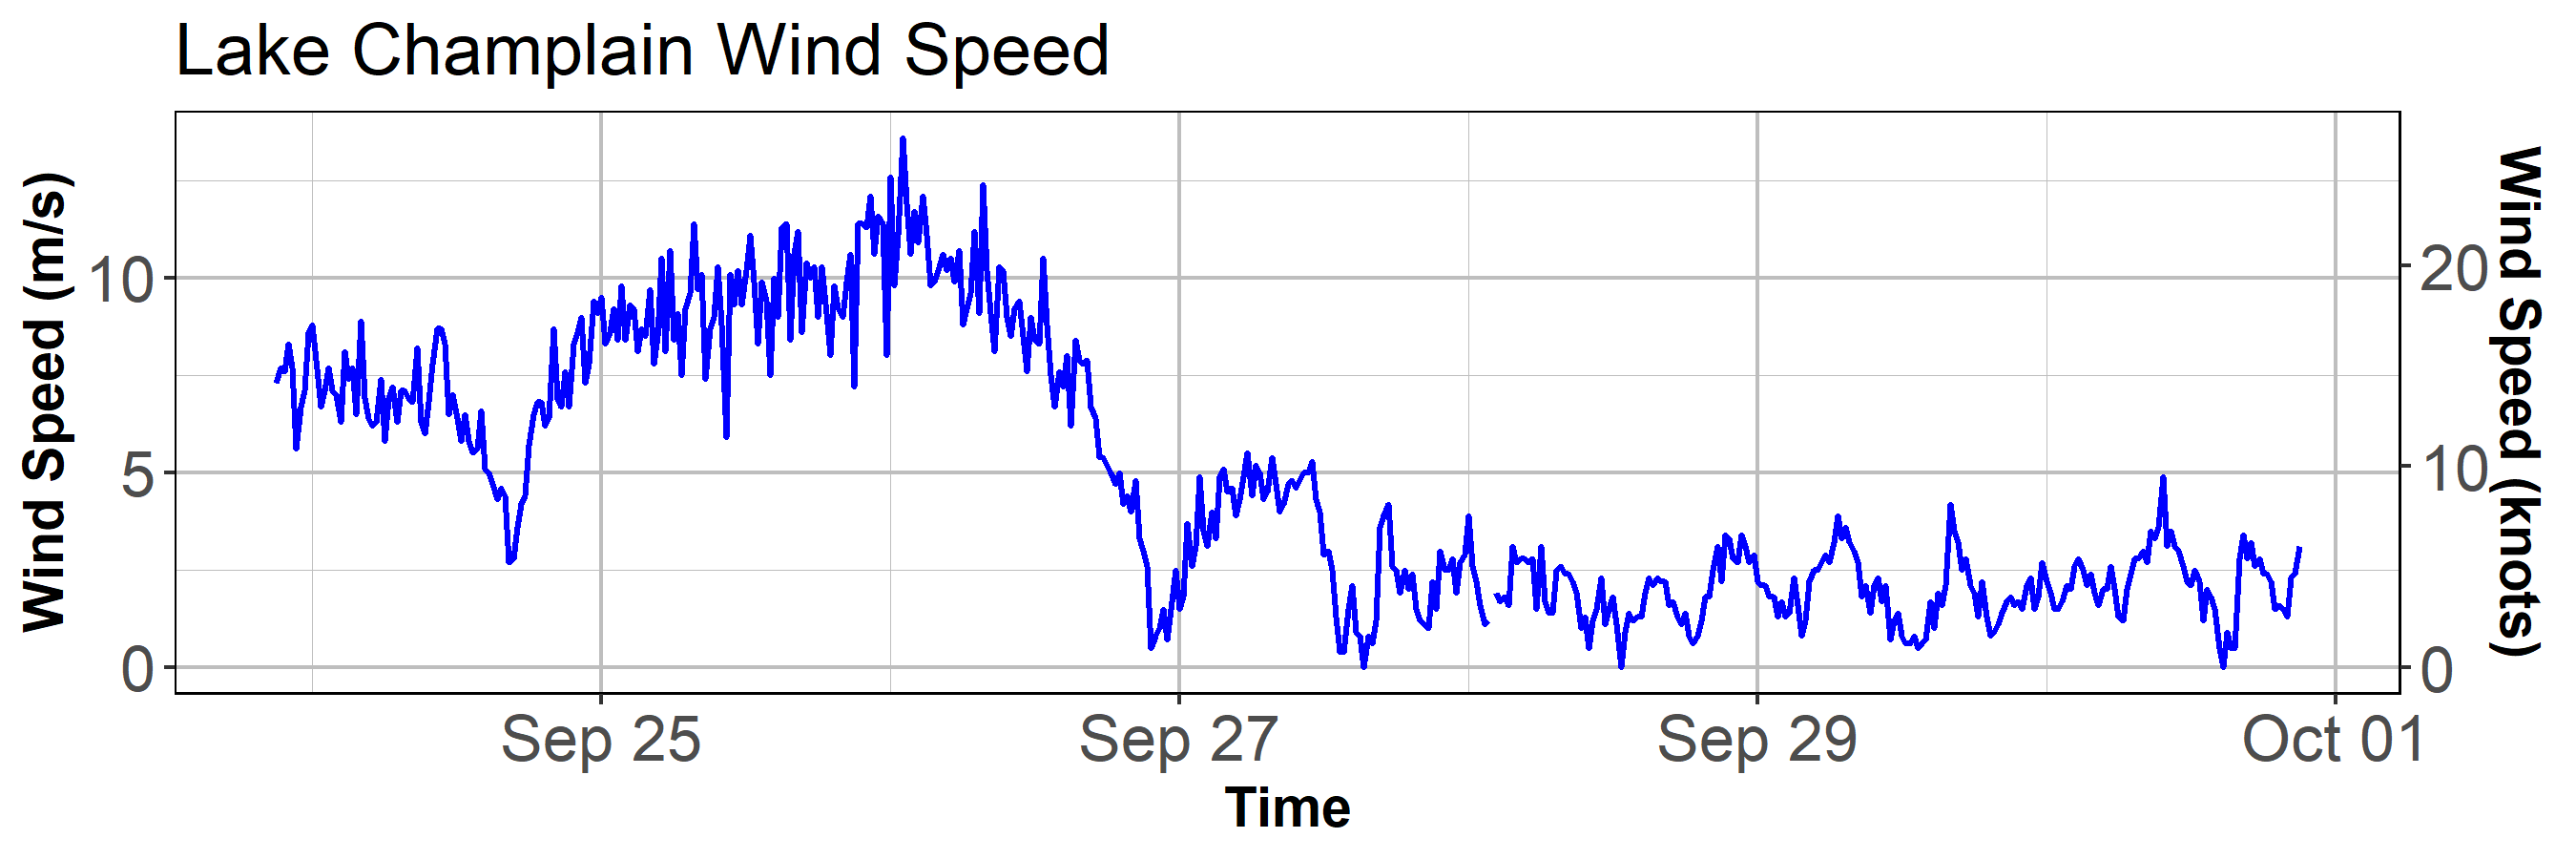 Lake Champlain Wind Speed
Wind Speed (m/s)
10
5
0
20
10
0
Wind Speed (knots)
Sep 25
Sep 27
Sep 29
Oct 01
Time